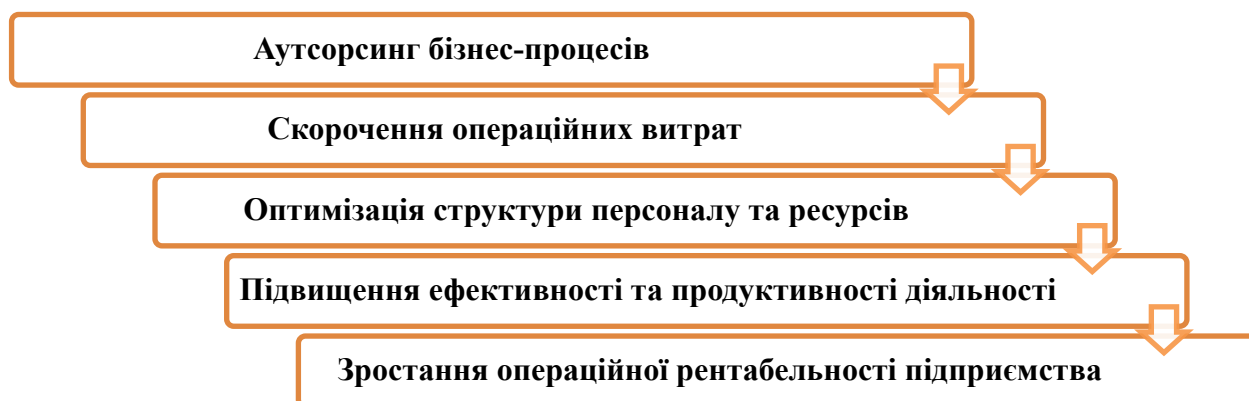 Аутсорсинг бізнес-процесів
Скорочення операційних витрат
Оптимізація структури персоналу та ресурсів
Підвищення ефективності та продуктивності діяльності
Зростання операційної рентабельності підприємства